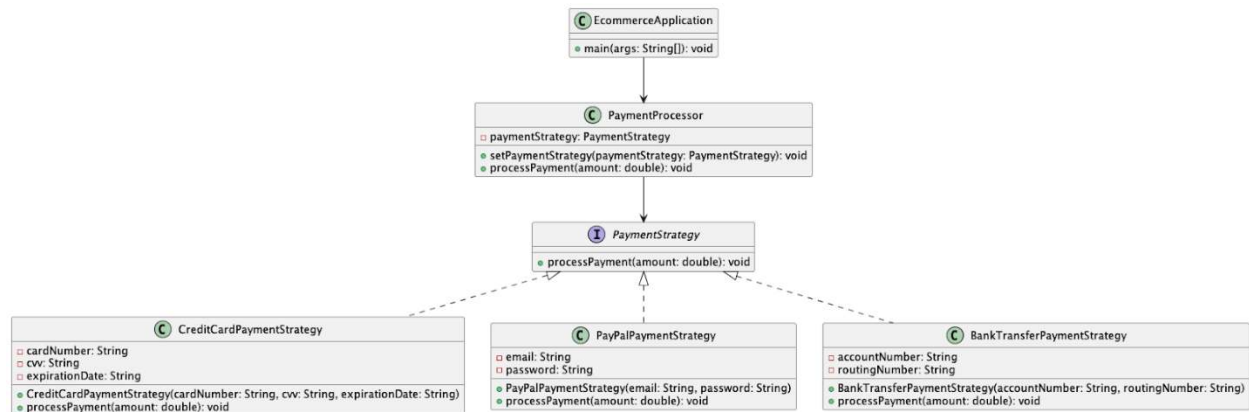 C EcommerceApplication
main(args: String[]): void
C PaymentProcessor
paymentStrategy: PaymentStrategy
setPaymentStrategy(paymentStrategy: PaymentStrategy): void
processPayment(amount: double): void
I PaymentStrategy
processPayment(amount: double): void
C CreditCardPaymentStrategy
cardNumber: String
cvv: String
expirationDate: String
CreditCardPaymentStrategy(cardNumber: String, cvv: String, expirationDate: String)
processPayment(amount: double): void
C PayPalPaymentStrategy
email: String
password: String
PayPalPaymentStrategy(email: String, password: String)
processPayment(amount: double): void
C BankTransferPaymentStrategy
accountNumber: String
routingNumber: String
BankTransferPaymentStrategy(accountNumber: String, routingNumber: String)
processPayment(amount: double): void